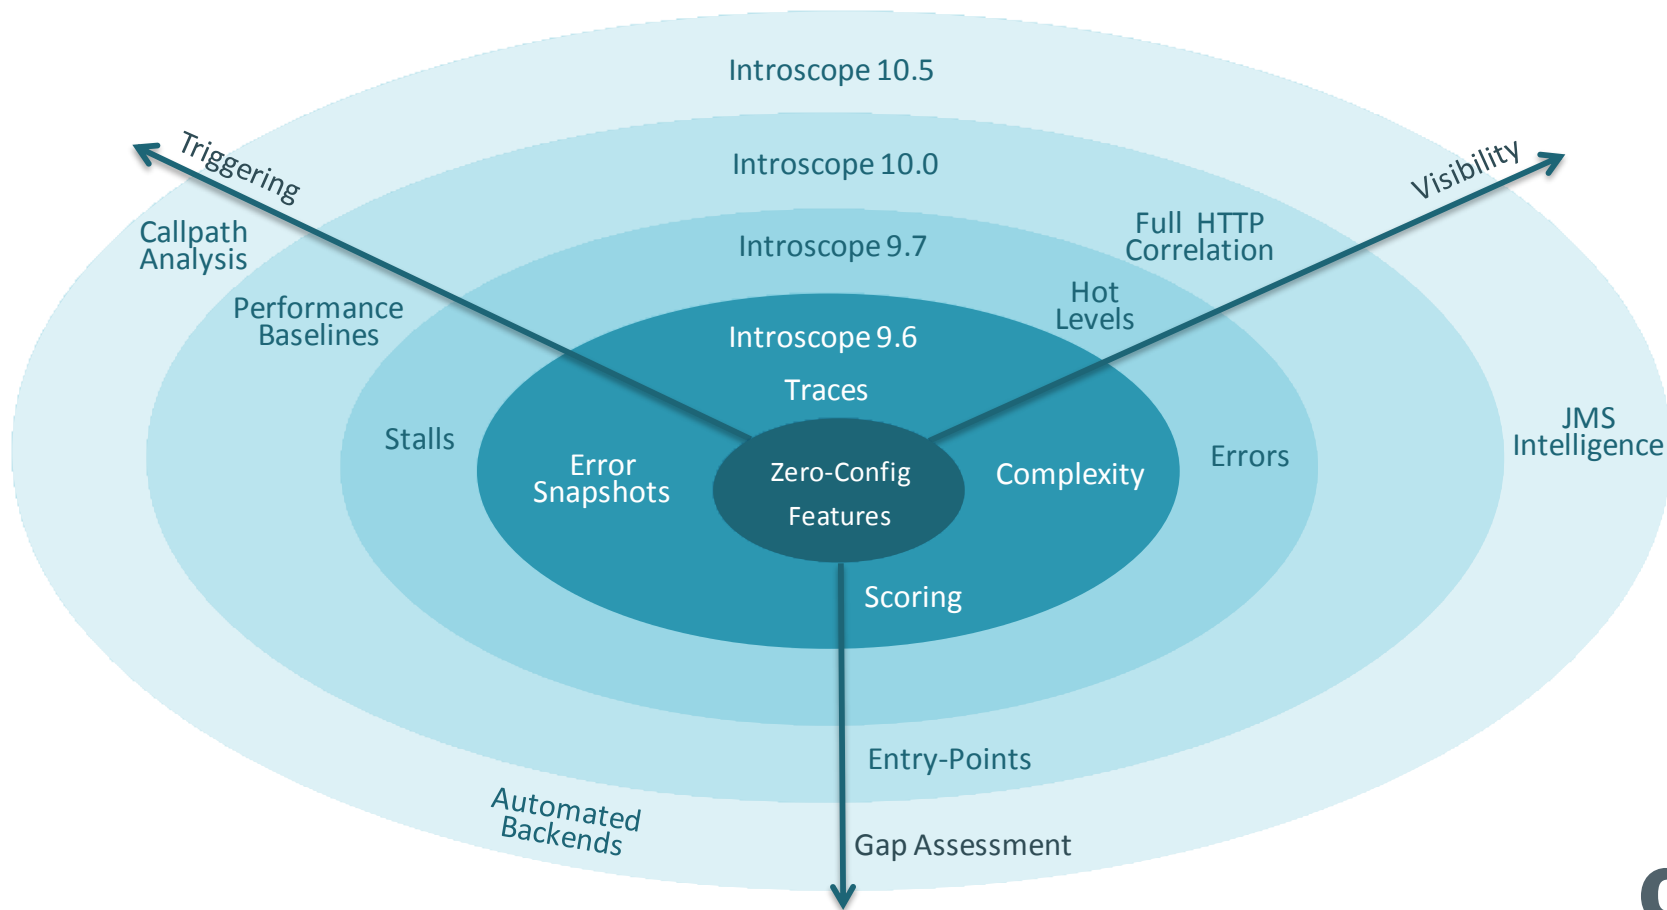 Introscope 10.5
Triggering
Visibility
Introscope 10.0
Callpath
Analysis
Full HTTP
Correlation
Introscope 9.7
Performance
Baselines
Hot
Levels
Introscope 9.6
Traces
Stalls
Error
Snapshots
Zero-Config
Features
Complexity
Errors
JMS
Intelligence
Scoring
Entry-Points
Automated
Backends
Gap Assessment